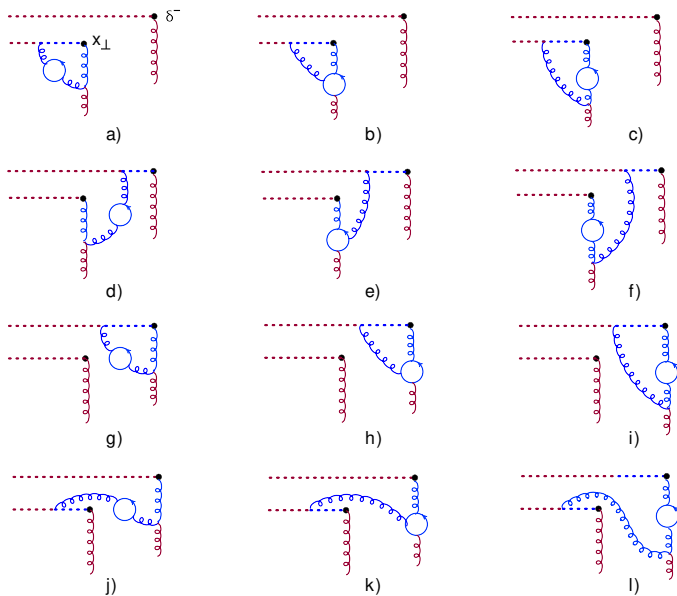 δ⁻
x⊥
a) b) c)
d) e) f)
g) h) i)
j) k) l)